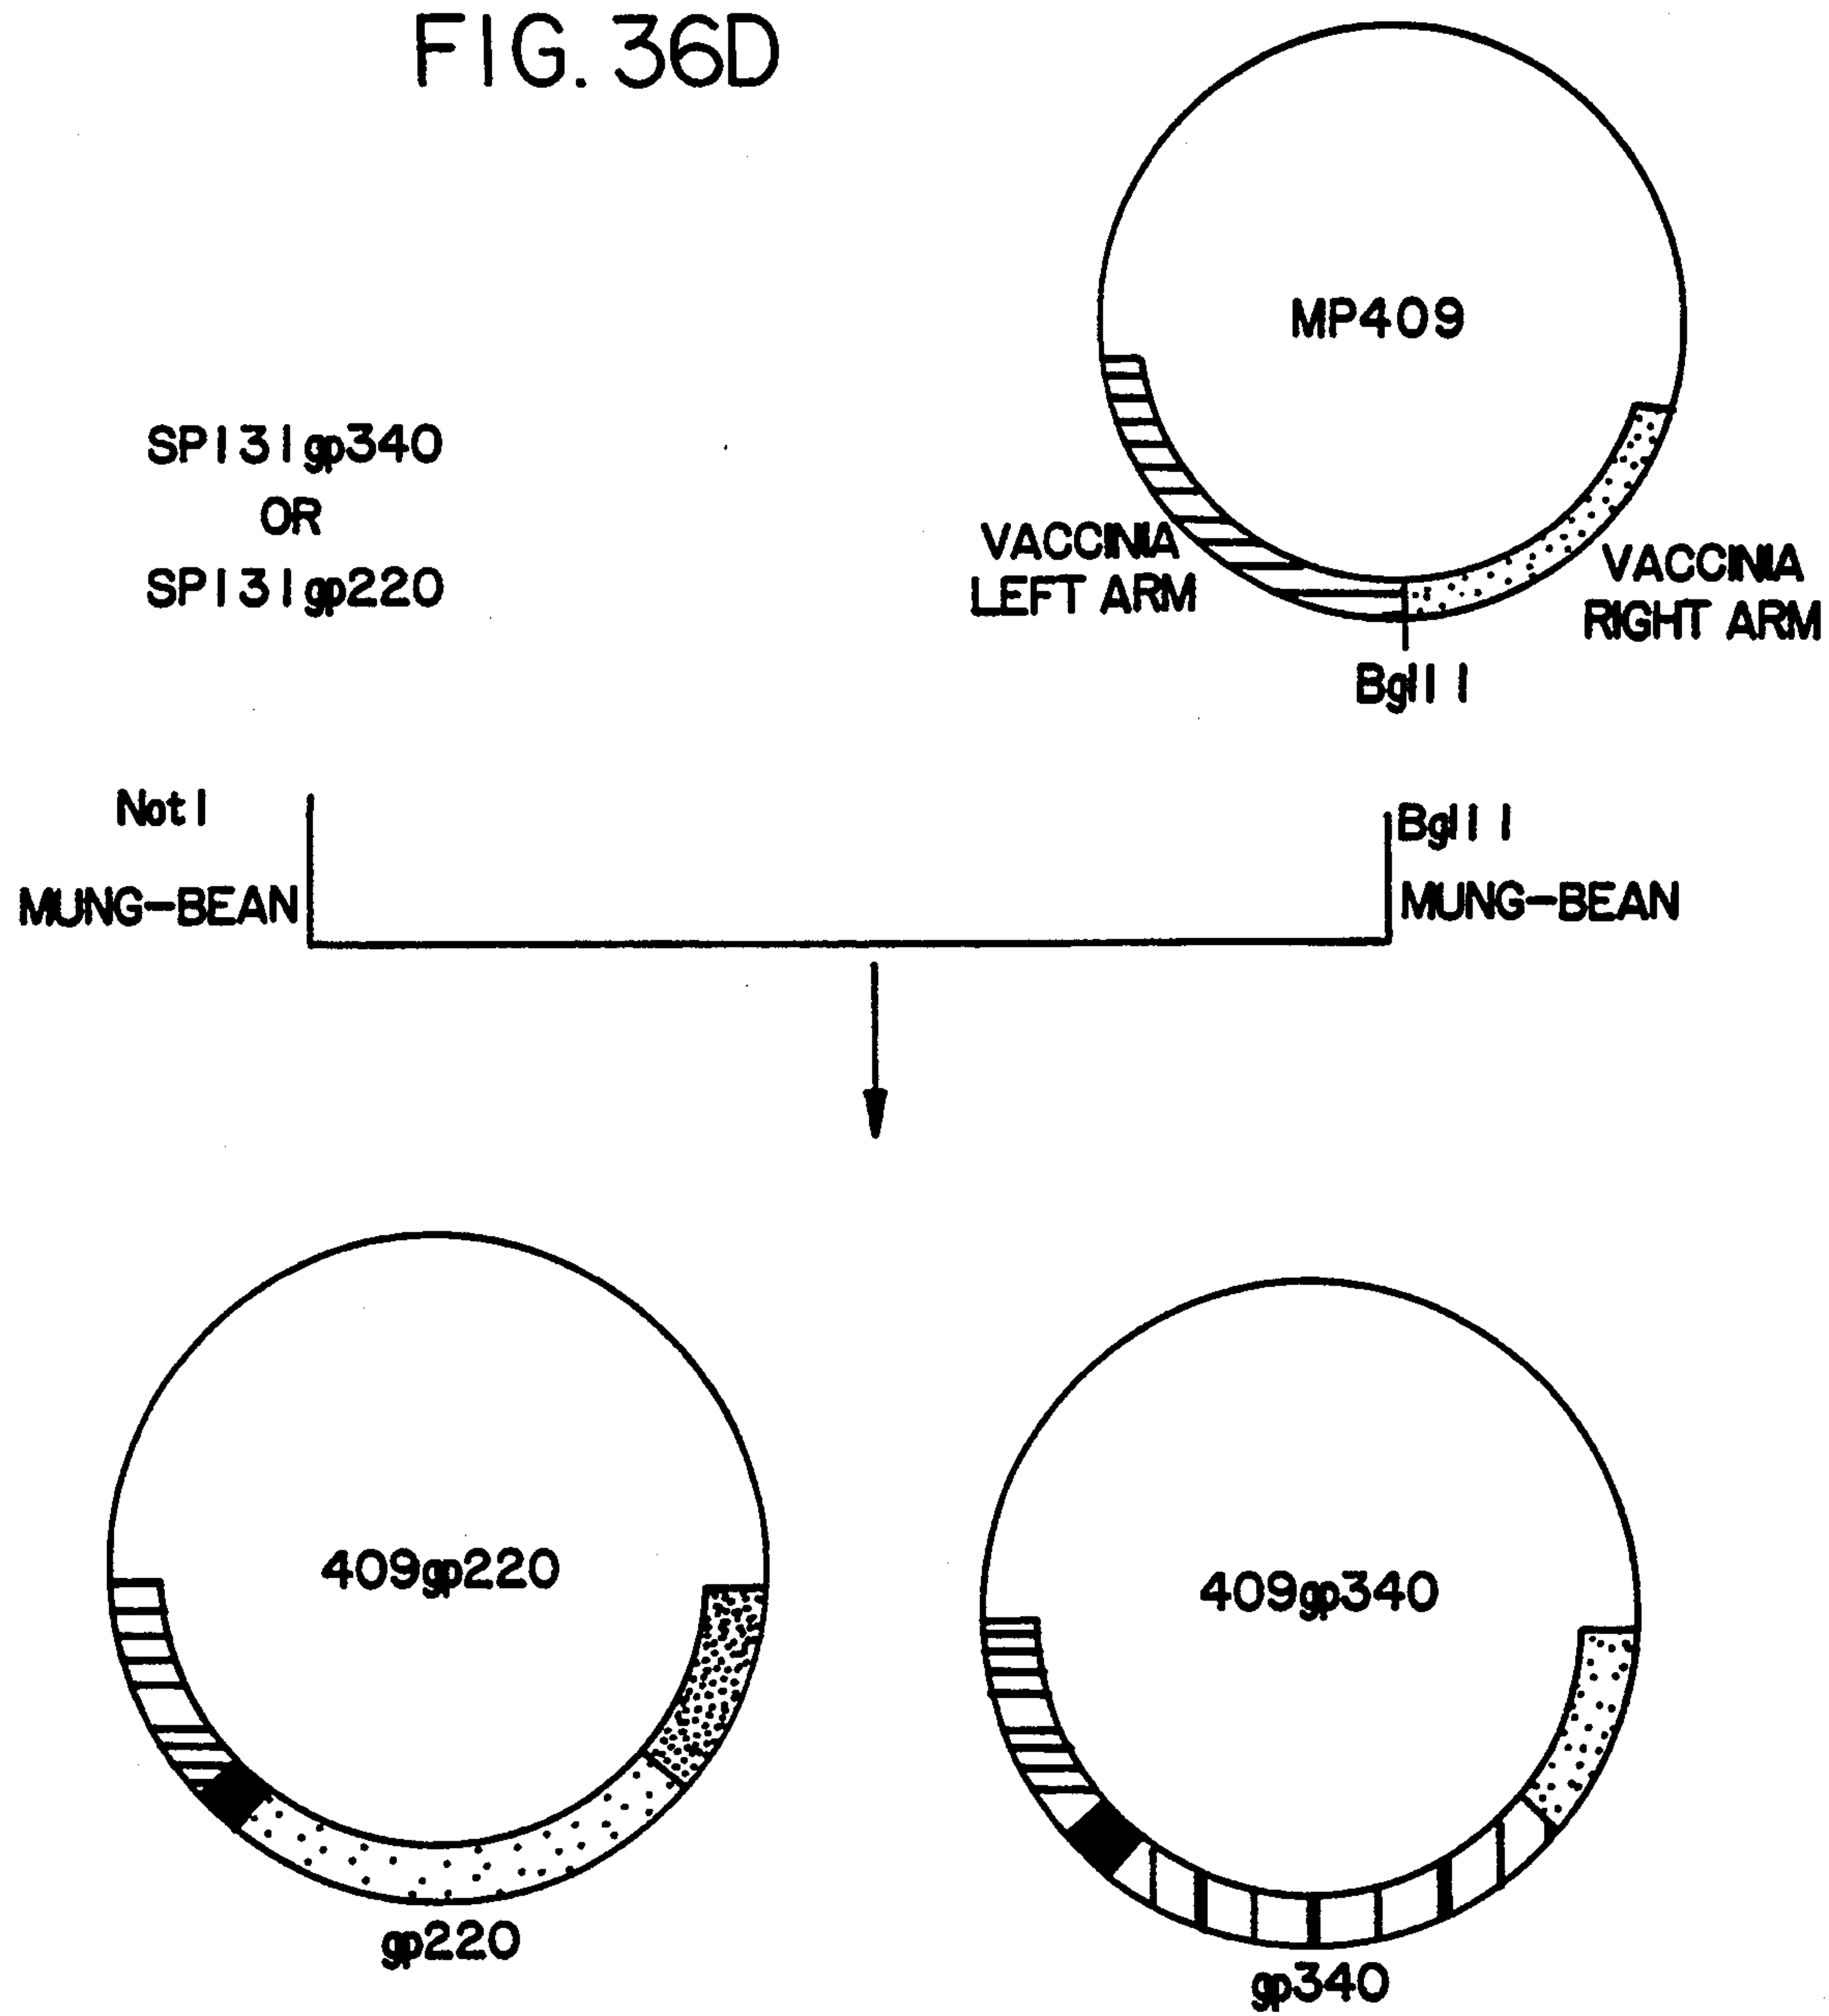 FIG. 36D
MP409
SP131gp340
OR
SP131gp220
VACCINIA
LEFT ARM
VACCINIA
RIGHT ARM
BglII
NotI
MUNG-BEAN
BglII
MUNG-BEAN
409gp220
409gp340
gp220
gp340